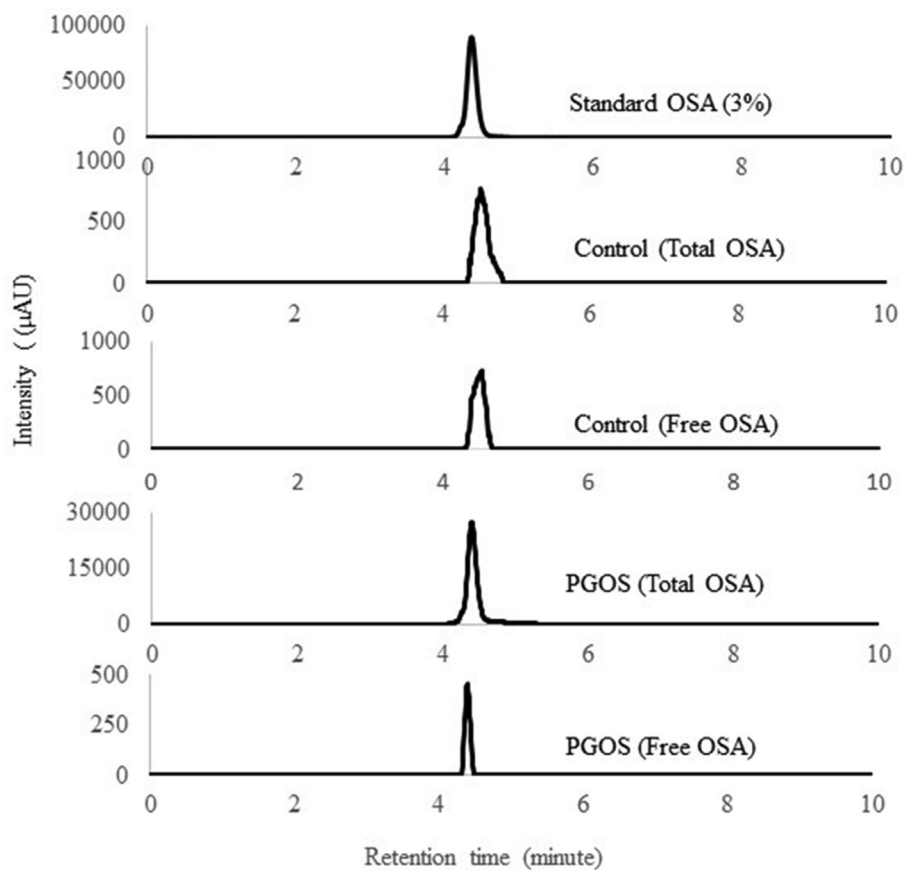 100000
50000
0
Standard OSA (3%)
0 2 4 6 8 10
1000
500
0
Control (Total OSA)
0 2 4 6 8 10
Intensity ( (μAU)
1000
500
0
Control (Free OSA)
0 2 4 6 8 10
30000
15000
0
PGOS (Total OSA)
0 2 4 6 8 10
500
250
0
PGOS (Free OSA)
0 2 4 6 8 10
Retention time (minute)